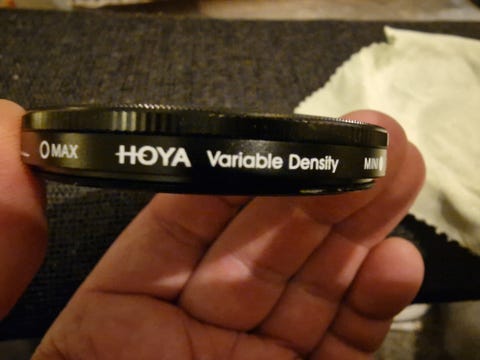 MAX HOYA Variable Density MIN